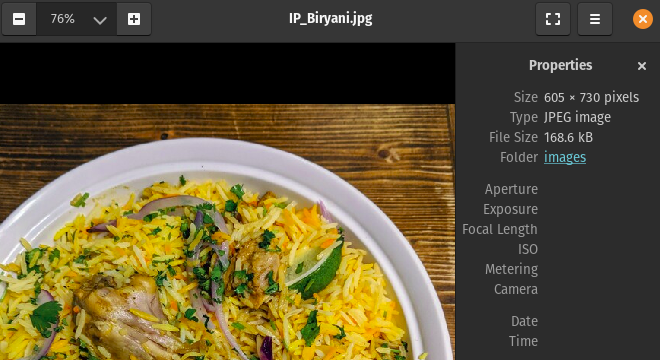 76%
IP_Biryani.jpg
Properties
Size 605 × 730 pixels
Type JPEG image
File Size 168.6 kB
Folder images
Aperture
Exposure
Focal Length
ISO
Metering
Camera
Date
Time